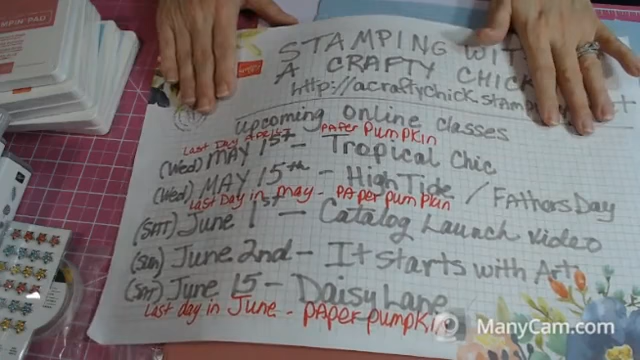 STAMPIN' PAD
STAMPING WIT
A CRAFTY CHICK
http://acraftychick.stamp
upcoming online classes
Last Day April PAPER PUMPKIN
(Wed) MAY 1st - Tropical Chic
(Wed) MAY 15th - High Tide / Fathers Day
Last Day in may - PAPER PUMPKIN
(SAT) June 1st - Catalog Launch video
(Sun) June 2nd - It starts with Art
(Sat) June 15 - Daisy Lane
Last day in June - PAPER PUMPKIN
ManyCam.com